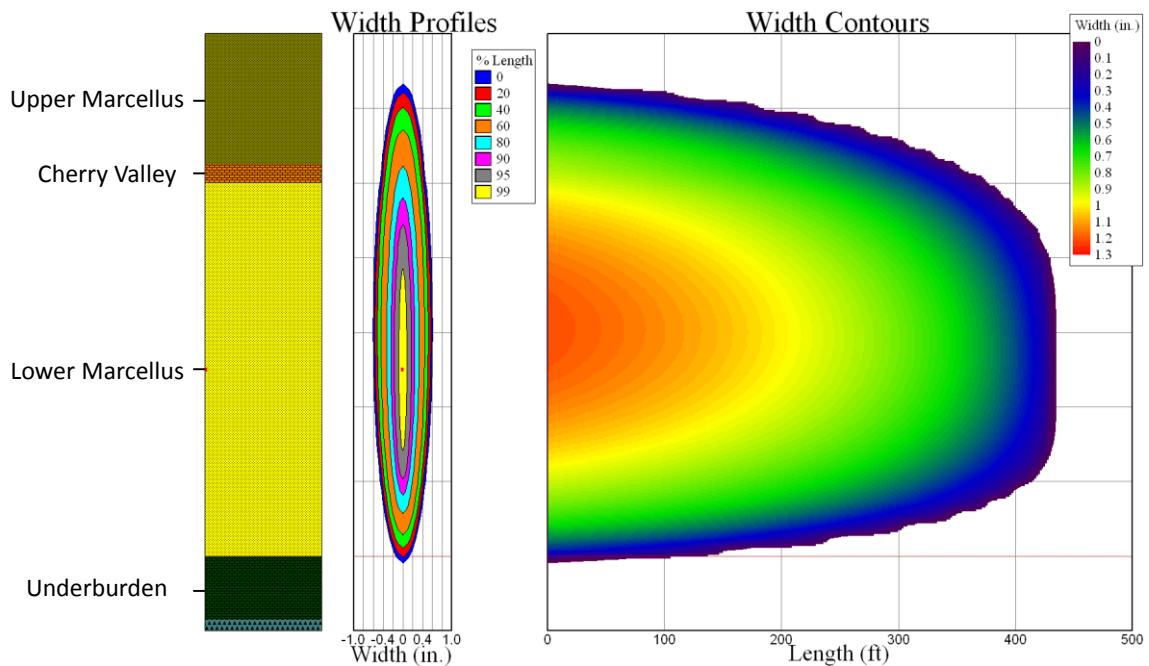 Width Profiles
Width Contours
Upper Marcellus
Cherry Valley
Lower Marcellus
Underburden
% Length
0
20
40
60
80
90
95
99
-1.0 -0.4 0 0.4 1.0
Width (in.)
Width (in.)
0
0.1
0.2
0.3
0.4
0.5
0.6
0.7
0.8
0.9
1
1.1
1.2
1.3
0 100 200 300 400 500
Length (ft)